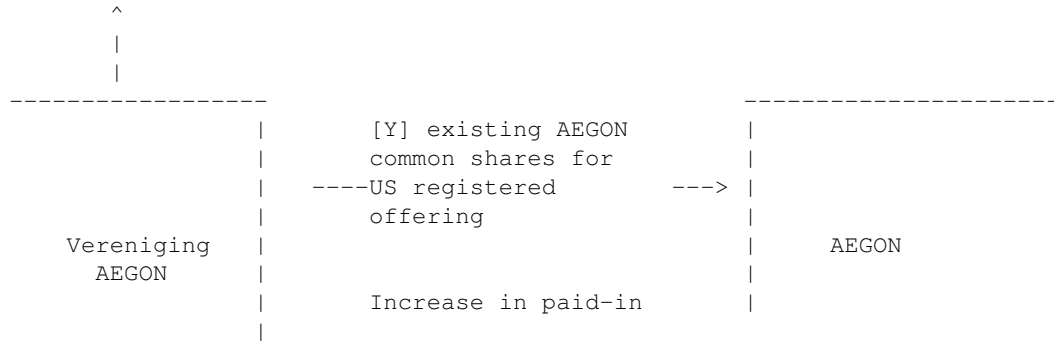 ^
|
|
------------------ ----------------------
| [Y] existing AEGON |
| common shares for |
| ----US registered ---> |
| offering |
Vereniging | | AEGON
AEGON | |
| Increase in paid-in |
|